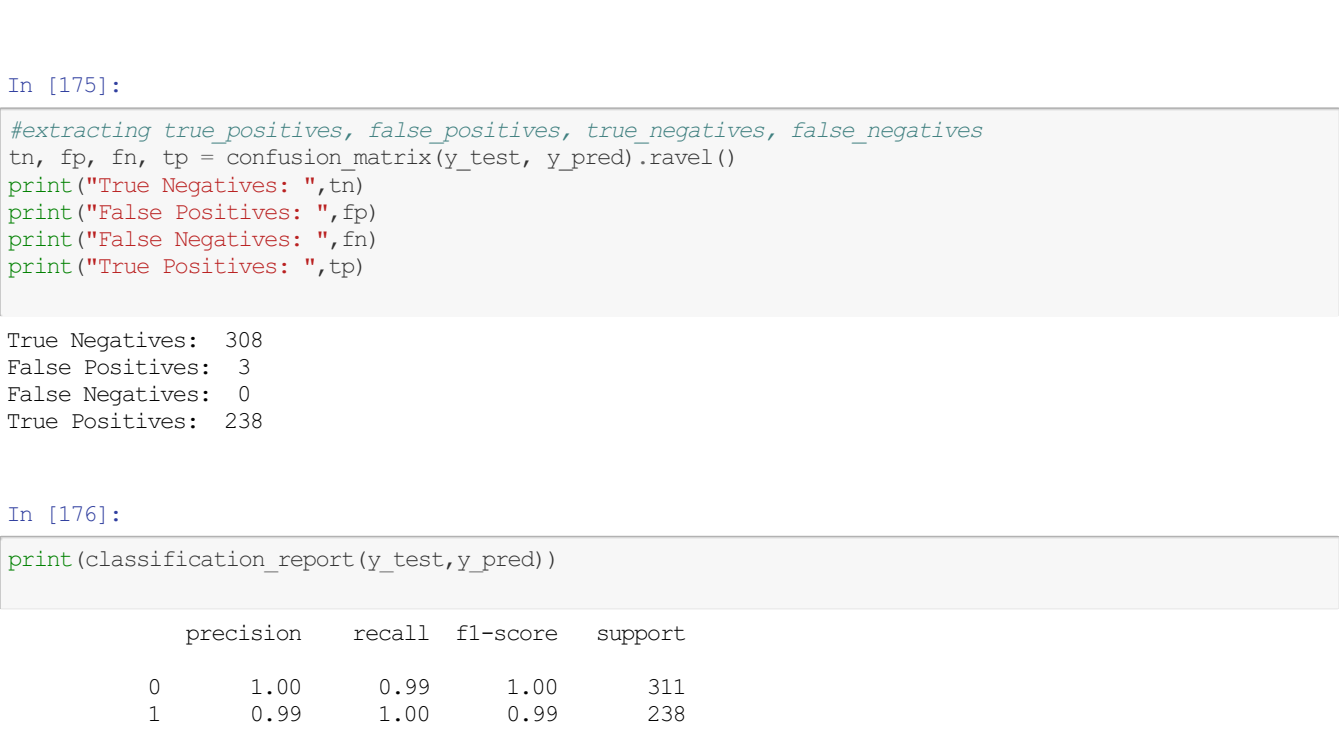 In [175]:
#extracting true_positives, false_positives, true_negatives, false_negatives
tn, fp, fn, tp = confusion_matrix(y_test, y_pred).ravel()
print("True Negatives: ",tn)
print("False Positives: ",fp)
print("False Negatives: ",fn)
print("True Positives: ",tp)
True Negatives:  308
False Positives:  3
False Negatives:  0
True Positives:  238
In [176]:
print(classification_report(y_test,y_pred))
precision    recall  f1-score   support
0       1.00      0.99      1.00       311
1       0.99      1.00      0.99       238